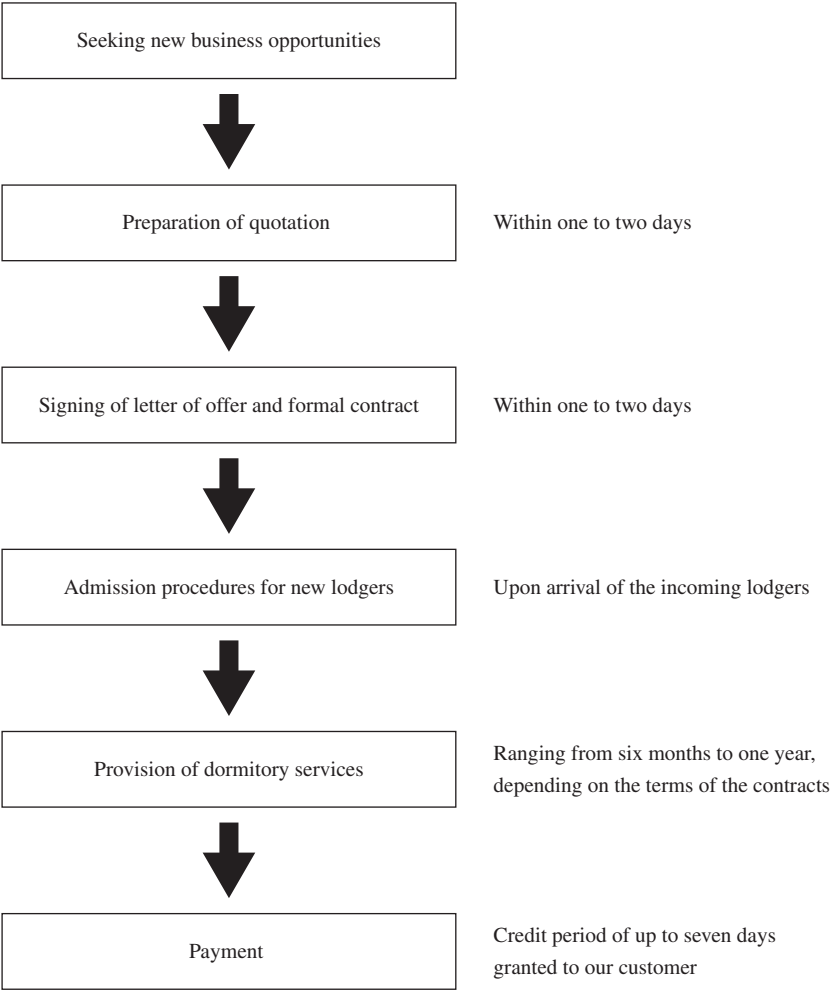 Seeking new business opportunities
Preparation of quotation
Within one to two days
Signing of letter of offer and formal contract
Within one to two days
Admission procedures for new lodgers
Upon arrival of the incoming lodgers
Provision of dormitory services
Ranging from six months to one year,
depending on the terms of the contracts
Payment
Credit period of up to seven days
granted to our customer